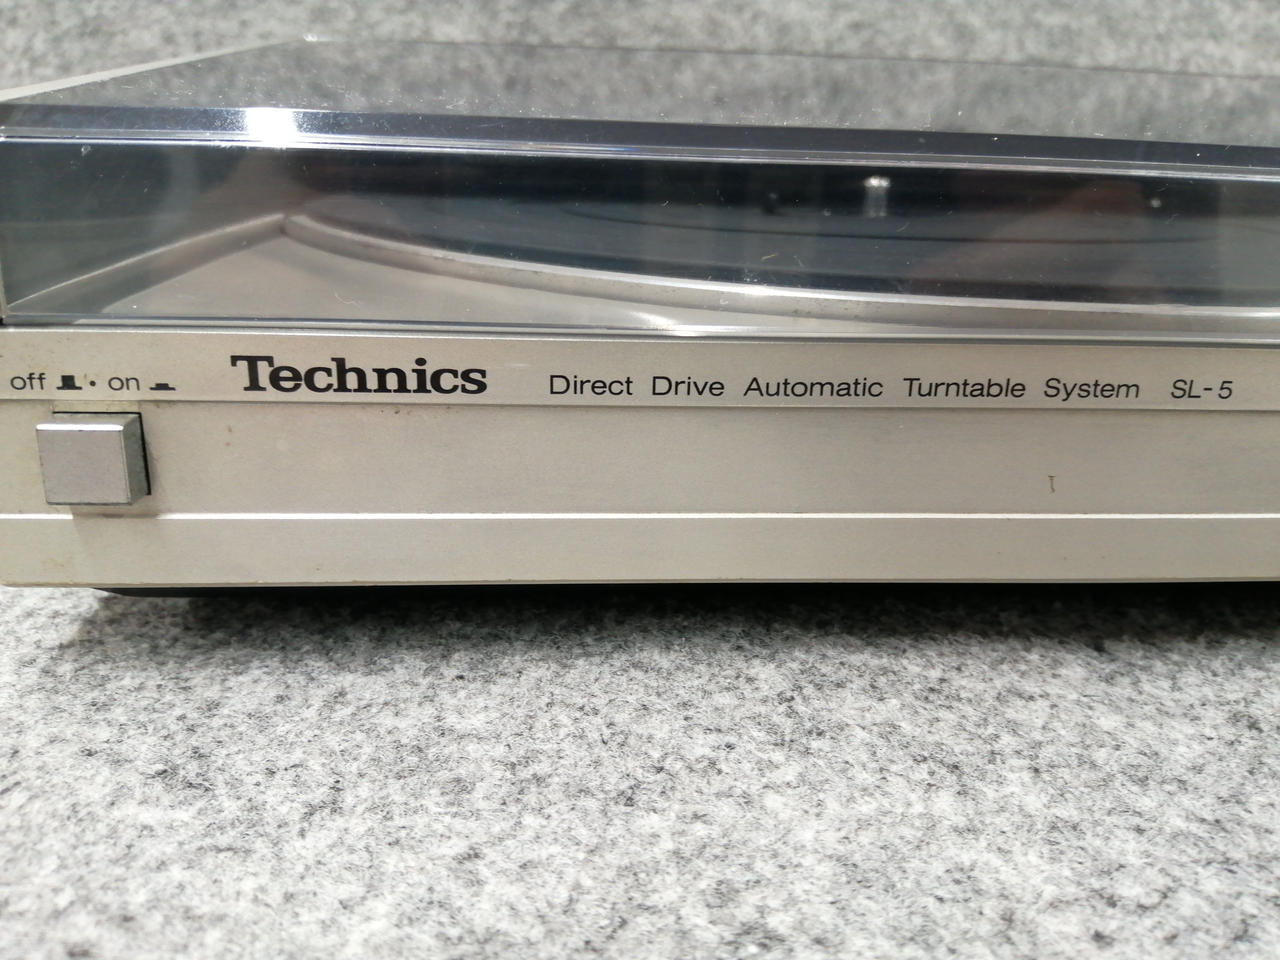 off · on Technics Direct Drive Automatic Turntable System SL-5